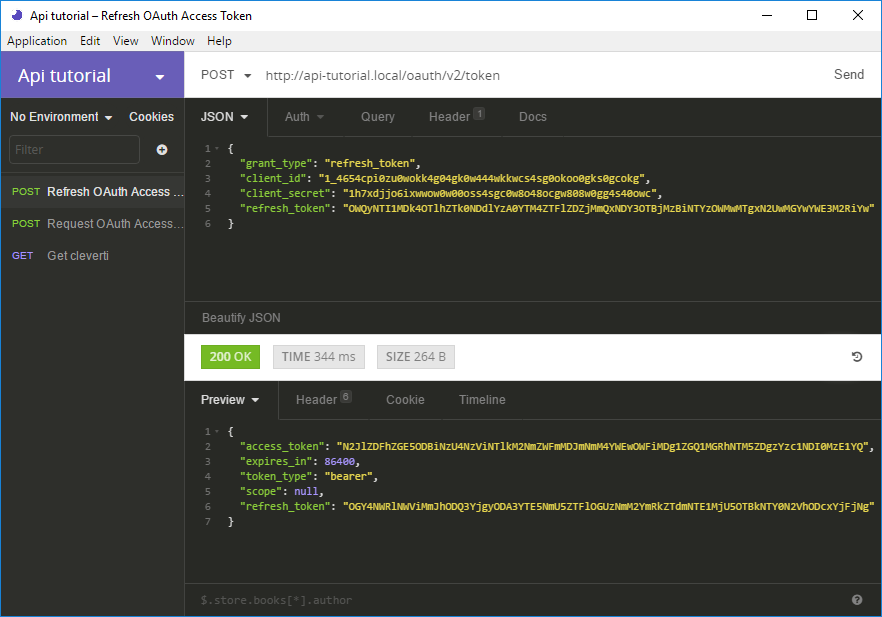 Api tutorial – Refresh OAuth Access Token
Application Edit View Window Help
Api tutorial
POST http://api-tutorial.local/oauth/v2/token Send
No Environment Cookies
JSON Auth Query Header 1 Docs
Filter
POST Refresh OAuth Access ...
POST Request OAuth Access...
GET Get cleverti
1 {
2 "grant_type": "refresh_token",
3 "client_id": "1_4654cpi0zu0wokk4g04gk0w444wkkwcs4sg0okoo0gks0gcokg",
4 "client_secret": "1h7xdjjo6ixwwow0w00oss4sgc0w8o48ocgw808w0gg4s40owc",
5 "refresh_token": "OWQyNTI1MDk4OTlhZTk0NDdlYzA0YTM4ZTFlZDZjMmQxNDY3OTBjMzBiNTYzOWMwMTgxN2UwMGYwYWE3M2RiYw"
6 }
Beautify JSON
200 OK TIME 344 ms SIZE 264 B
Preview Header 6 Cookie Timeline
1 {
2 "access_token": "N2JlZDFhZGE5ODBiNzU4NzViNTlkM2NmZWFmMDJmNmM4YWEwOWFiMDg1ZGQ1MGRhNTM5ZDgzYzc1NDI0MzE1YQ",
3 "expires_in": 86400,
4 "token_type": "bearer",
5 "scope": null,
6 "refresh_token": "OGY4NWRlNWViMmJhODQ3YjgyODA3YTE5NmU5ZTFlOGUzNmM2YmRkZTdmNTE1MjU5OTBkNTY0N2VhODcxYjFjNg"
7 }
$.store.books[*].author